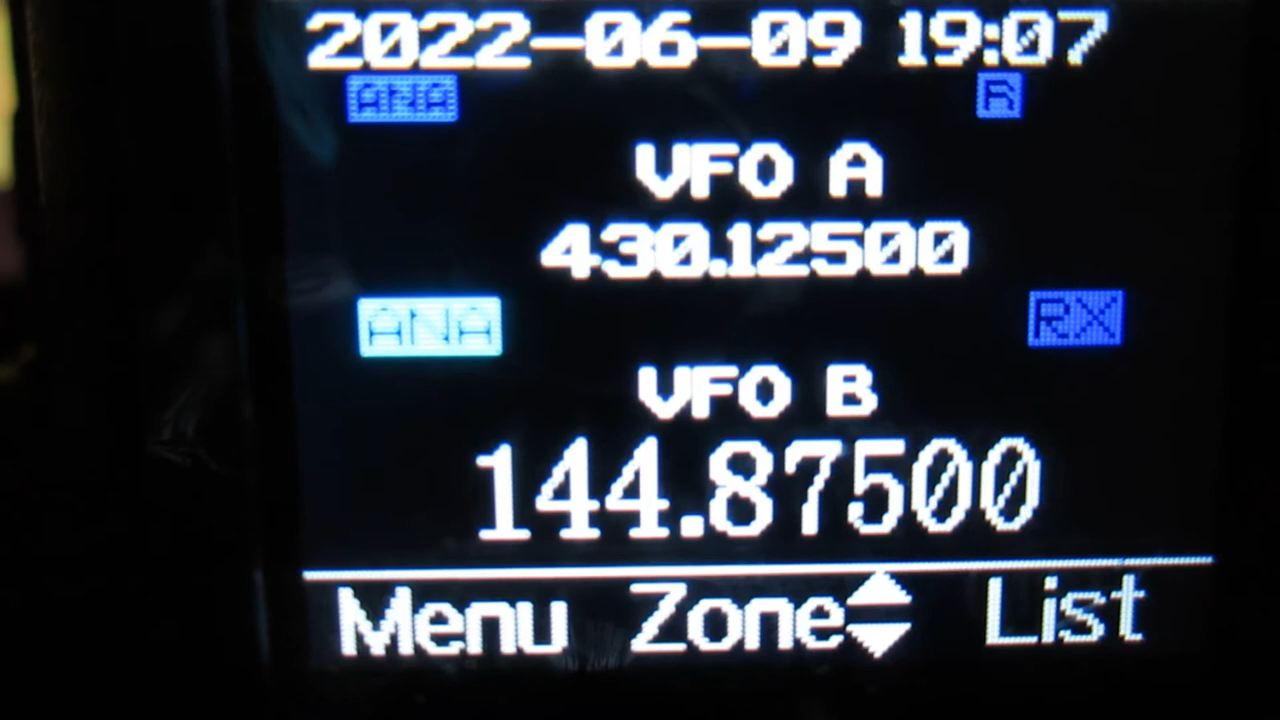 2022-06-09 19:07
ANA R
VFO A
430.12500
ANA RX
VFO B
144.87500
Menu Zone List